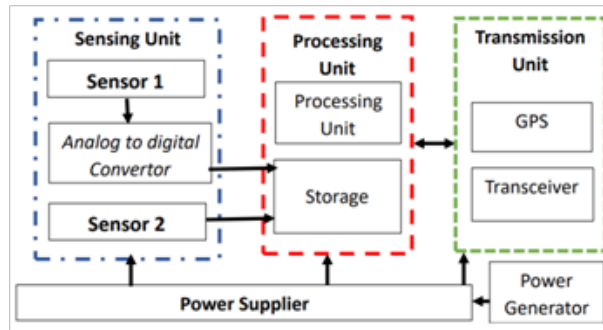 Sensing Unit
Sensor 1
Analog to digital
Convertor
Sensor 2
Processing
Unit
Processing
Unit
Storage
Transmission
Unit
GPS
Transceiver
Power Supplier
Power
Generator